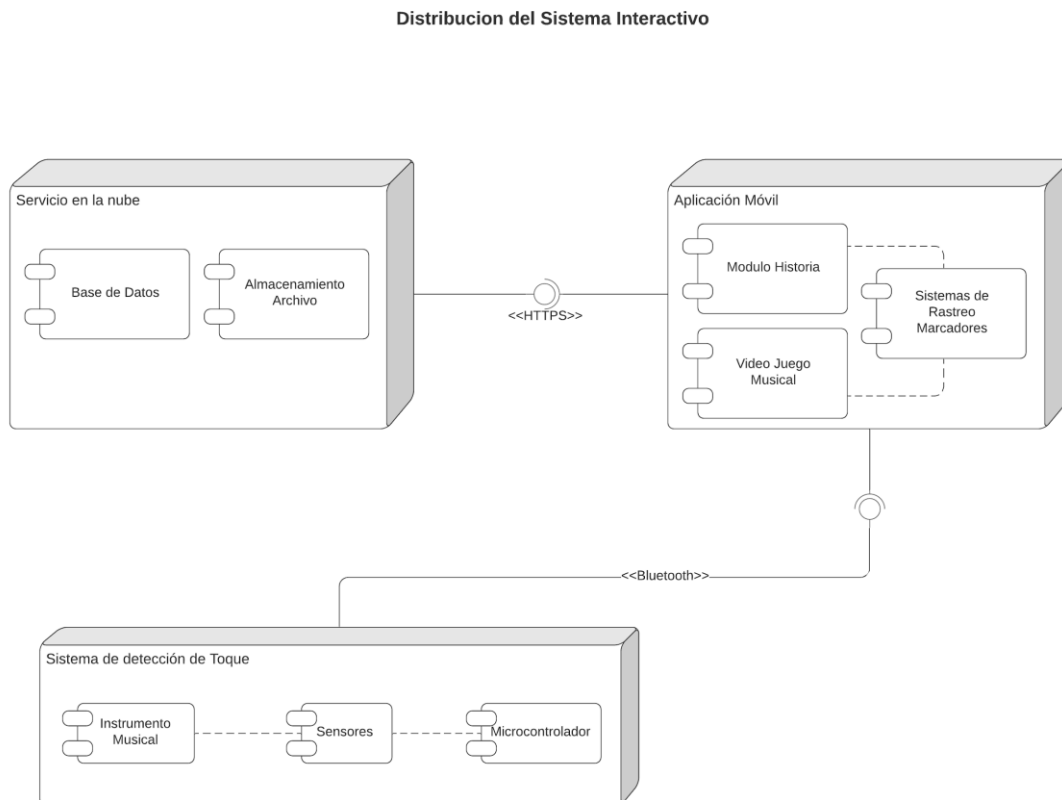 Distribucion del Sistema Interactivo
Servicio en la nube
Base de Datos
Almacenamiento
Archivo
<<HTTPS>>
Aplicación Móvil
Modulo Historia
Sistemas de
Rastreo
Marcadores
Video Juego
Musical
<<Bluetooth>>
Sistema de detección de Toque
Instrumento
Musical
Sensores
Microcontrolador